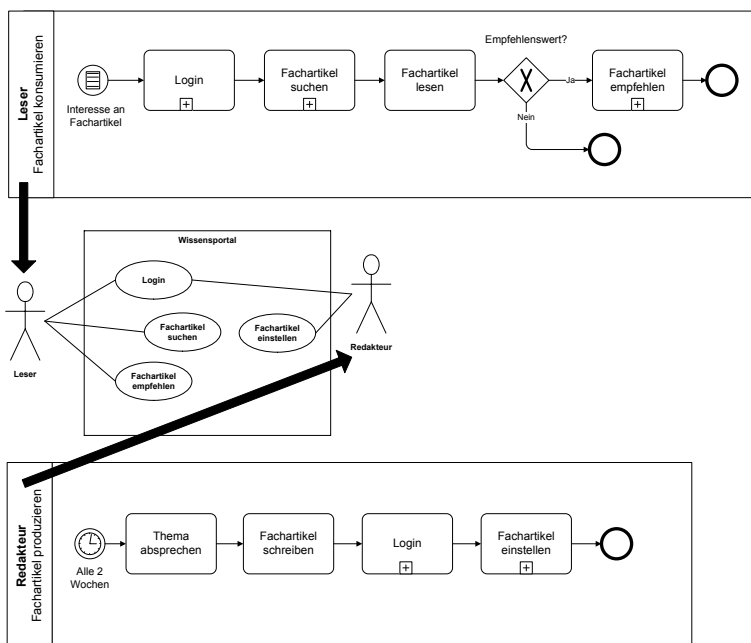 Leser
Fachartikel konsumieren
Interesse an
Fachartikel
Login
Fachartikel
suchen
Fachartikel
lesen
Empfehlenswert?
Ja
Nein
Fachartikel
empfehlen
Wissensportal
Login
Fachartikel
suchen
Fachartikel
einstellen
Fachartikel
empfehlen
Leser
Redakteur
Redakteur
Fachartikel produzieren
Alle 2
Wochen
Thema
absprechen
Fachartikel
schreiben
Login
Fachartikel
einstellen